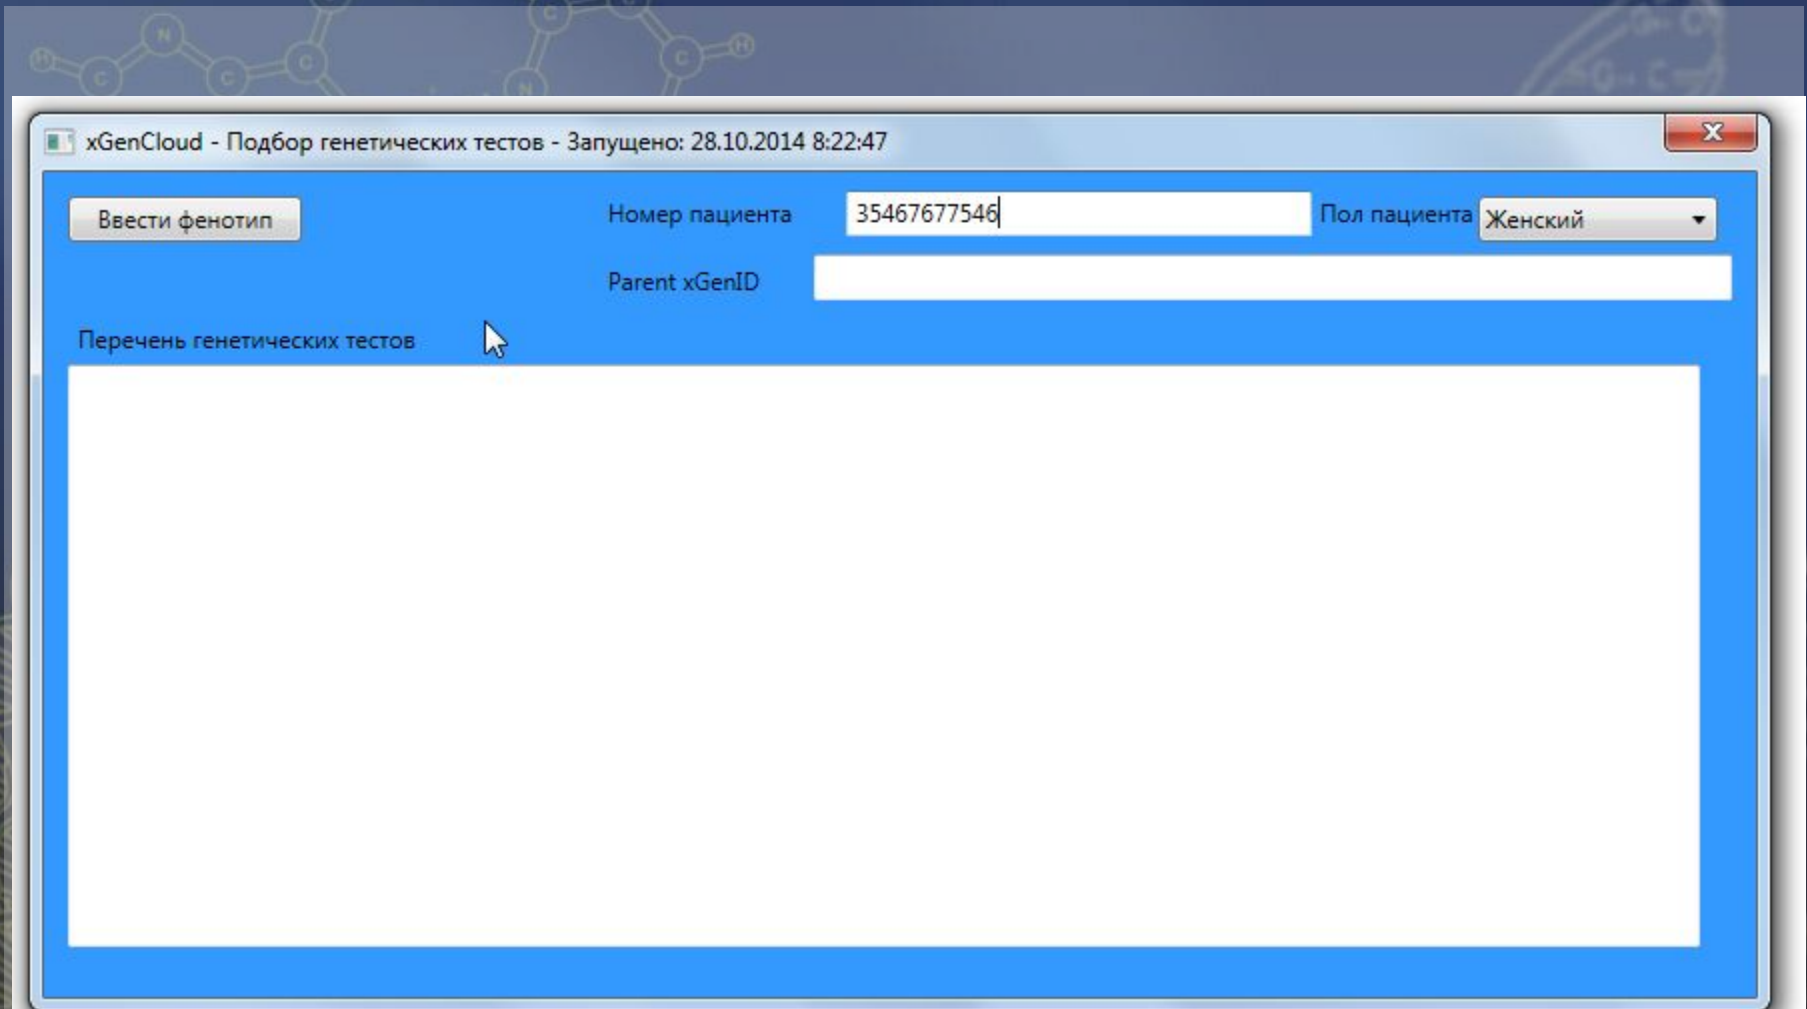 xGenCloud - Подбор генетических тестов - Запущено: 28.10.2014 8:22:47
Ввести фенотип
Номер пациента
35467677546
Пол пациента
Женский
Parent xGenID
Перечень генетических тестов
H
C
N
C
C
N
C
C
C
H
G
C
G
C